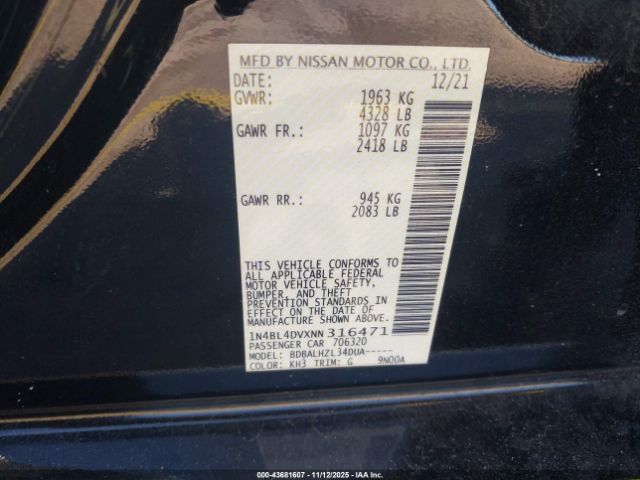 MFD BY NISSAN MOTOR CO., LTD.
DATE: 12/21
GVWR: 1963 KG
4328 LB
GAWR FR.: 1097 KG
2418 LB
GAWR RR.: 945 KG
2083 LB
THIS VEHICLE CONFORMS TO
ALL APPLICABLE FEDERAL
MOTOR VEHICLE SAFETY,
BUMPER, AND THEFT
PREVENTION STANDARDS IN
EFFECT ON THE DATE OF
MANUFACTURE SHOWN ABOVE.
1N4BL4DVXNN316471
PASSENGER CAR 706320
MODEL: BDBALHZL34DUA-----
COLOR: KH3 TRIM: G 9N00A
1N4BL4DVXNN316471
00-43681607 - 11/12/2025 - IAA Inc.